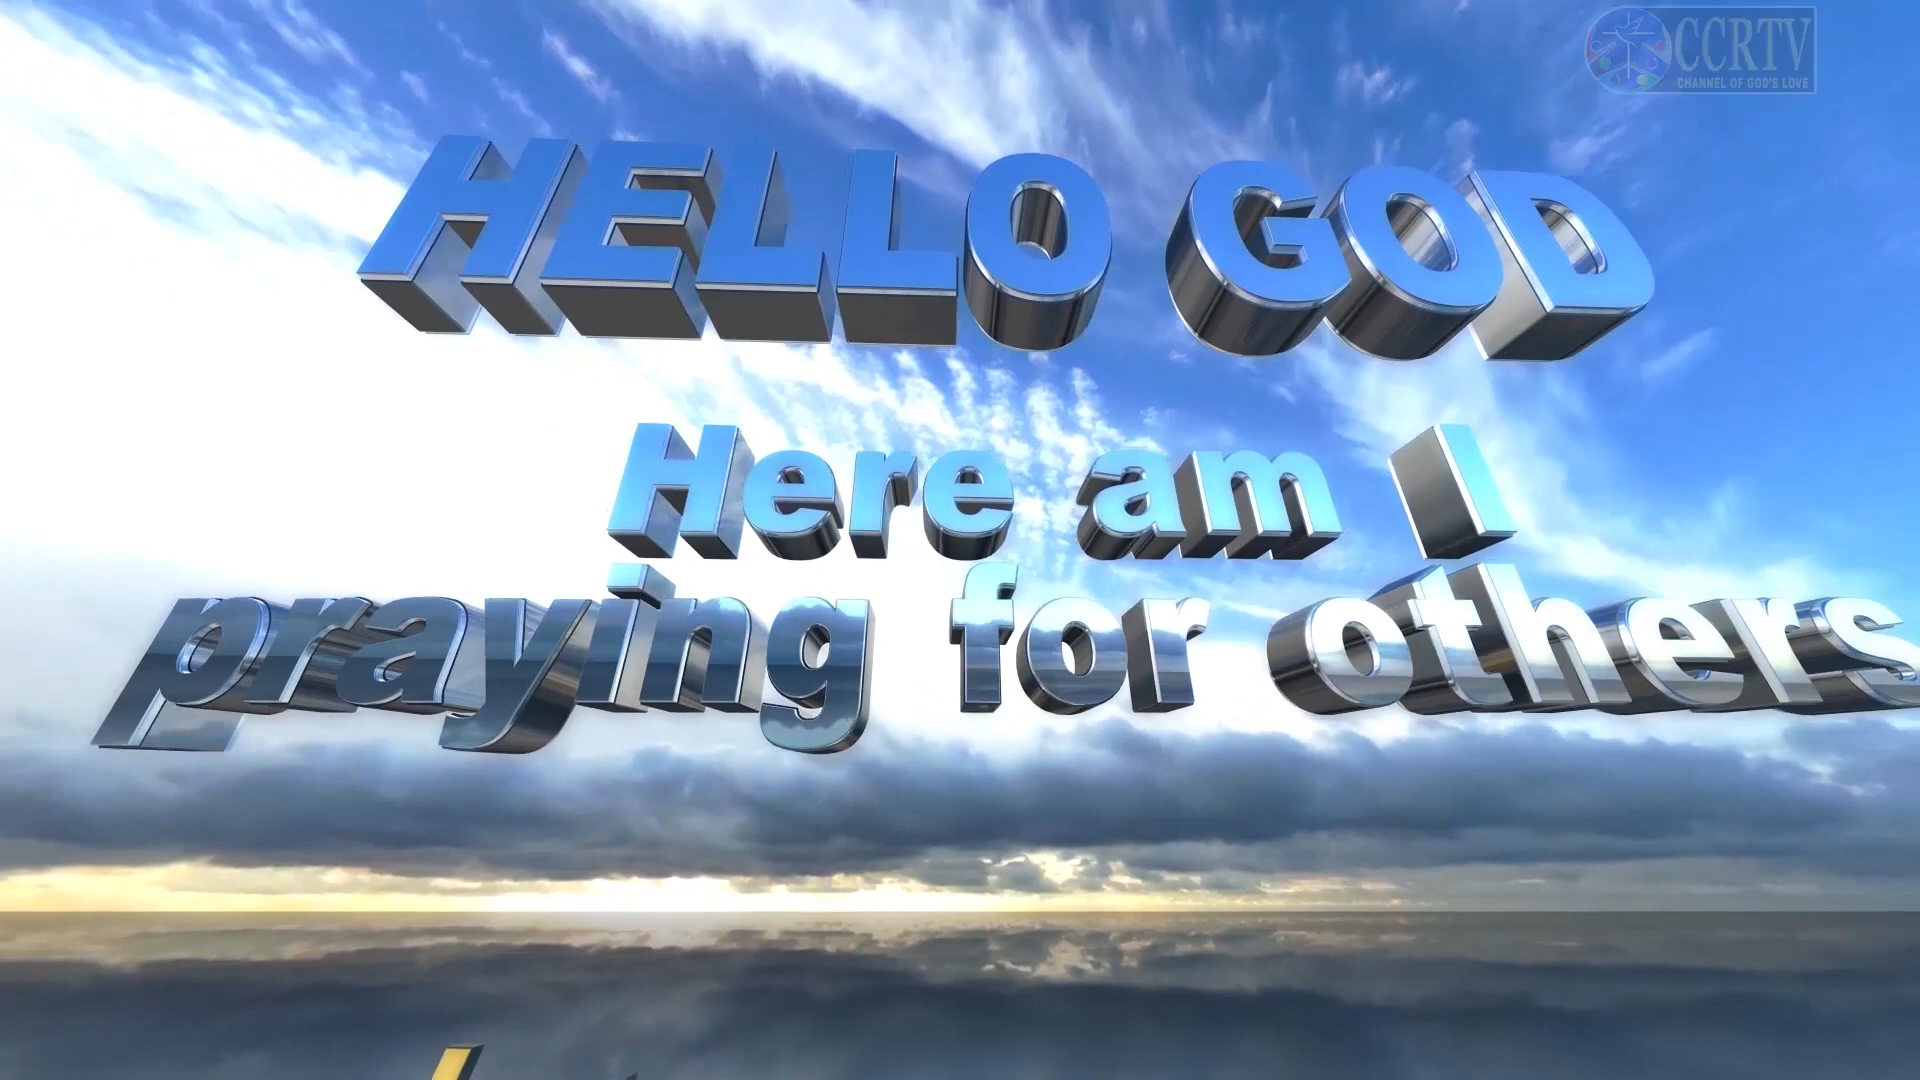 CCRTV
CHANNEL OF GOD'S LOVE
HELLO GOD
Here am I
praying for others